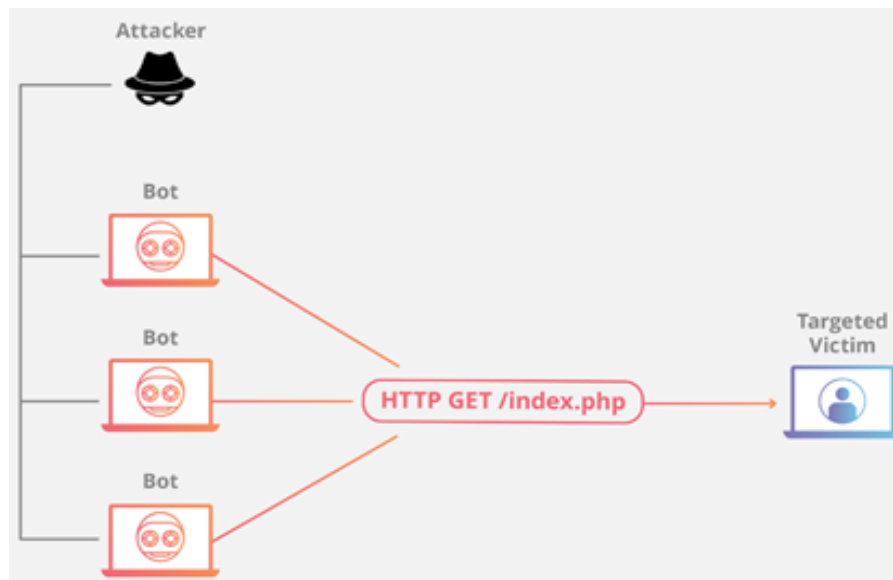 Attacker
Bot
Bot
HTTP GET /index.php
Targeted
Victim
Bot